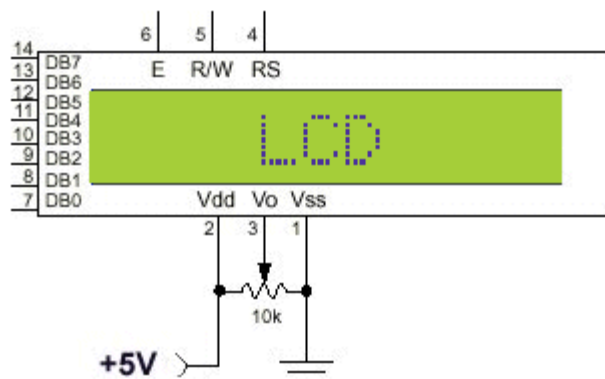 6 5 4
14 DB7 E R/W RS
13 DB6
12 DB5
11 DB4
10 DB3
9 DB2
8 DB1
7 DB0
LCD
Vdd Vo Vss
2 3 1
10k
+5V